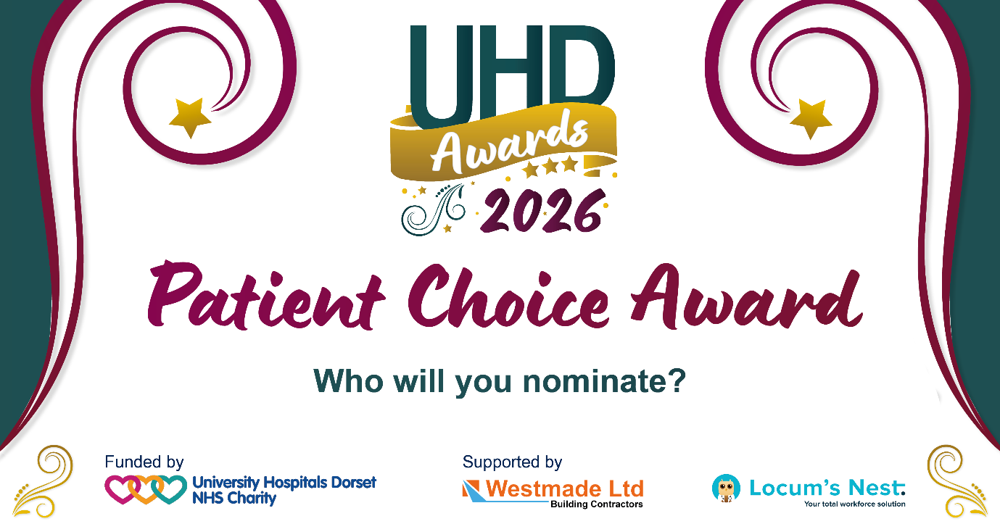 UHD
Awards
2026
Patient Choice Award
Who will you nominate?
Funded by
University Hospitals Dorset
NHS Charity
Supported by
Westmade Ltd
Building Contractors
Locum's Nest:
Your total workforce solution